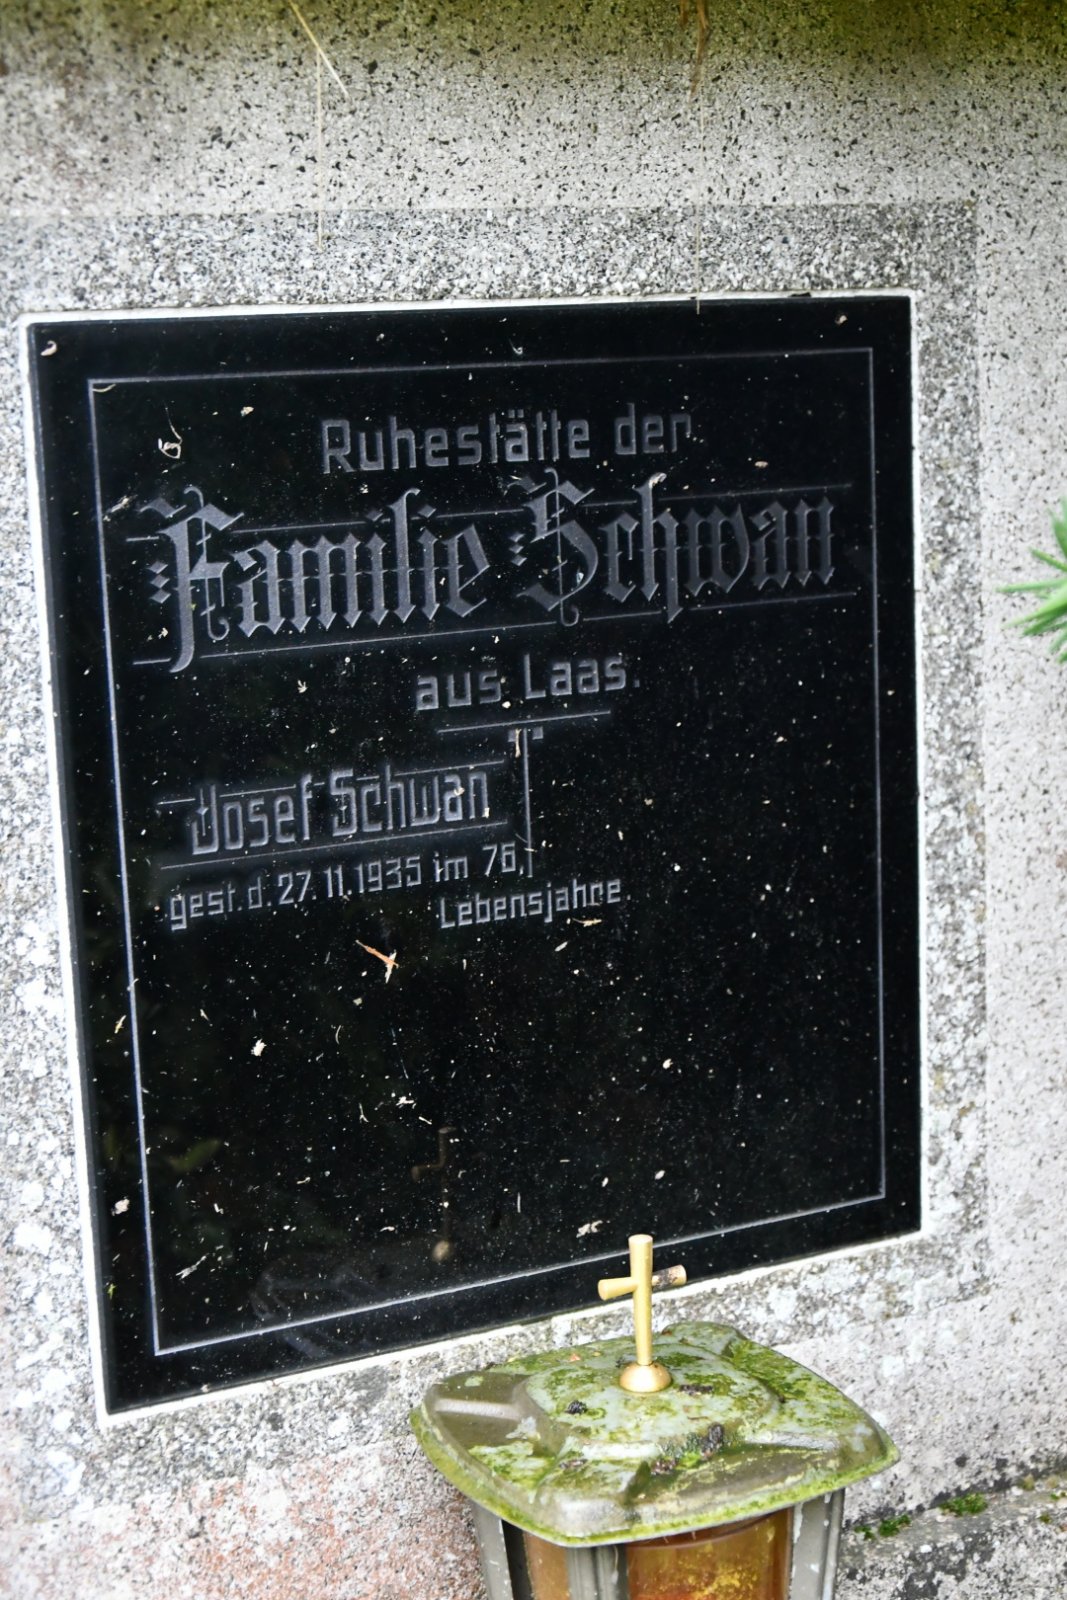 Ruhestätte der
Familie Schwan
aus Laas.
Josef Schwan
gest. d. 27. 11. 1935 im 76.
Lebensjahre